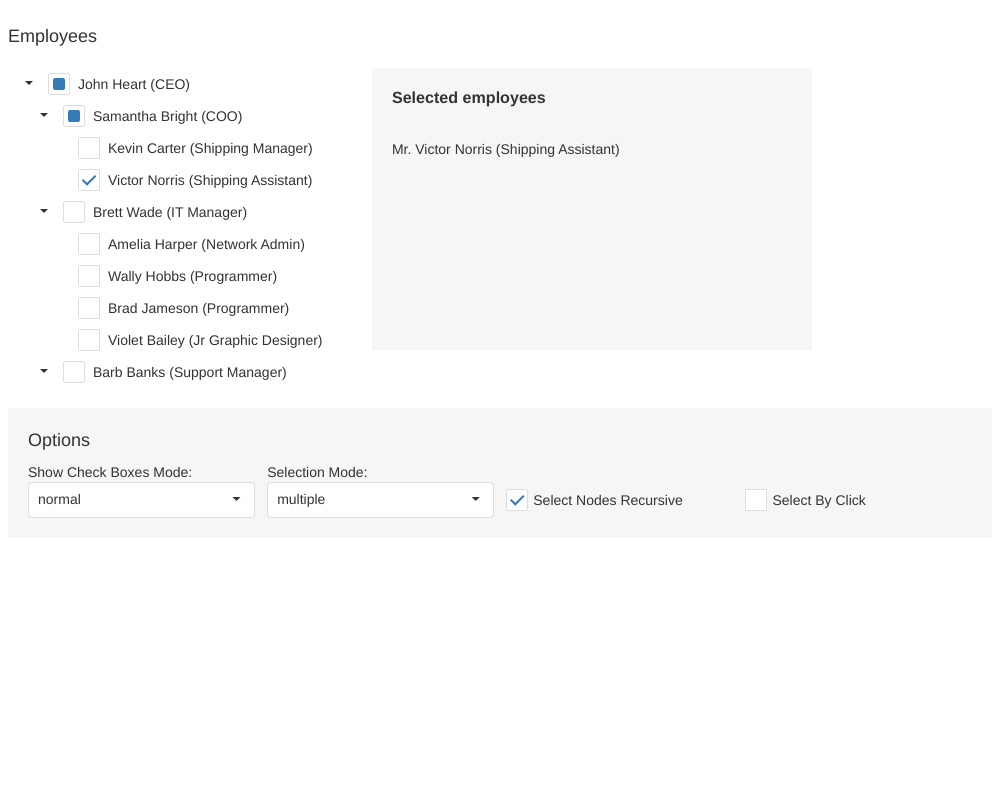 Employees
John Heart (CEO)
Samantha Bright (COO)
Kevin Carter (Shipping Manager)
Victor Norris (Shipping Assistant)
Brett Wade (IT Manager)
Amelia Harper (Network Admin)
Wally Hobbs (Programmer)
Brad Jameson (Programmer)
Violet Bailey (Jr Graphic Designer)
Barb Banks (Support Manager)
Selected employees
Mr. Victor Norris (Shipping Assistant)
Options
Show Check Boxes Mode:
normal
Selection Mode:
multiple
Select Nodes Recursive
Select By Click